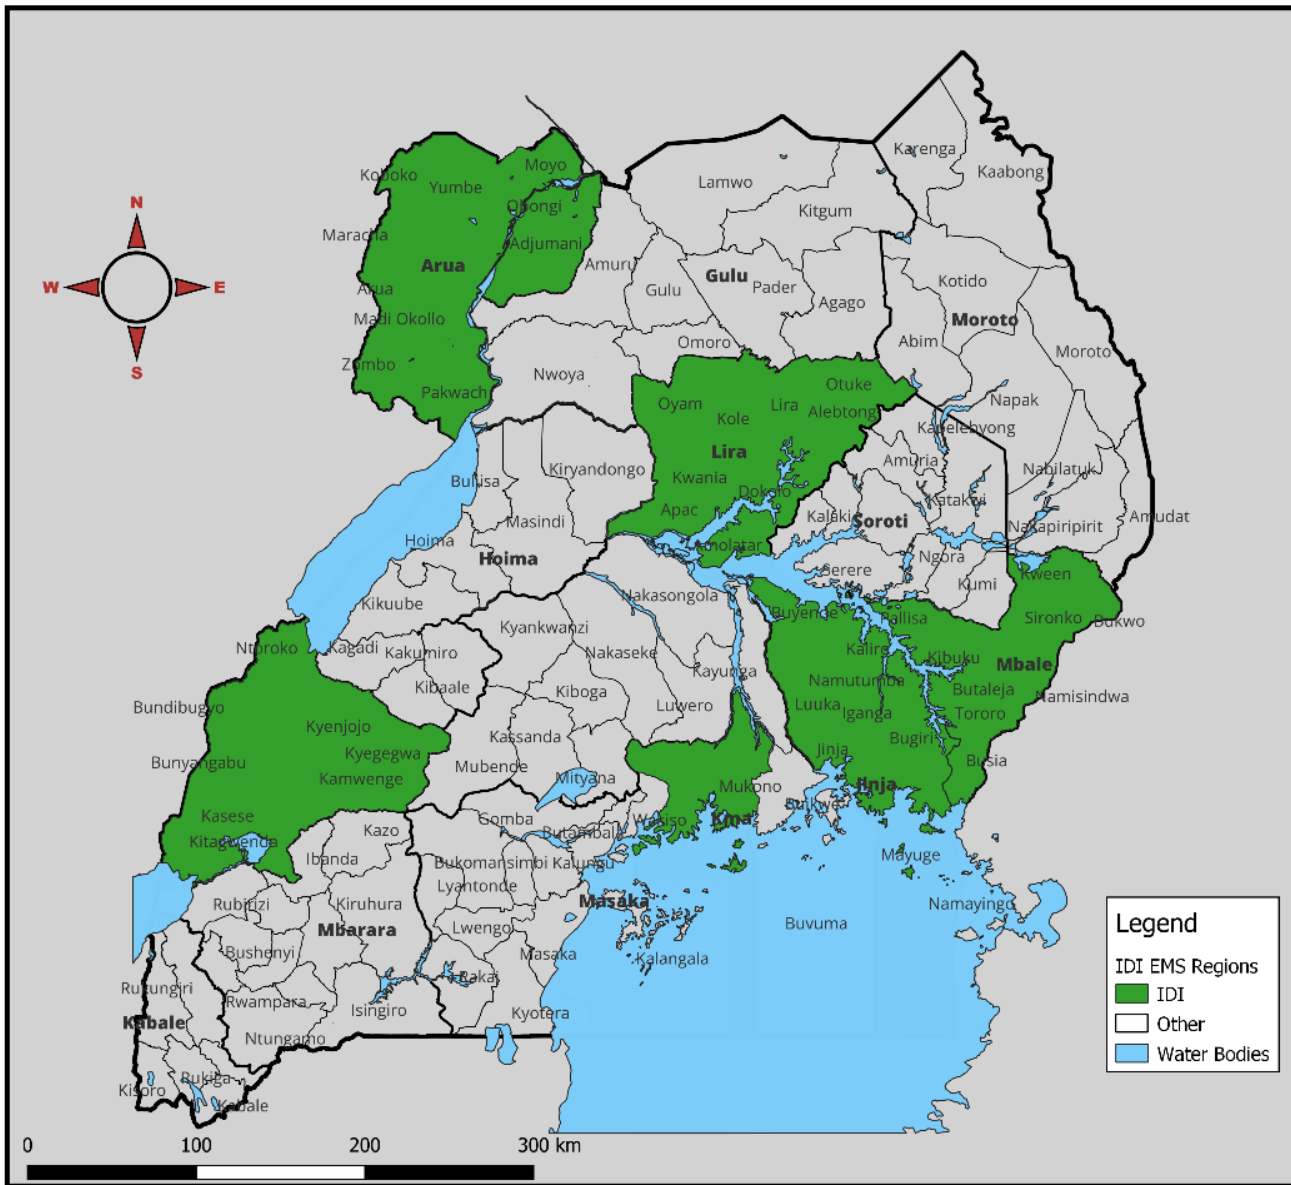 Karenga
Kaabong
Moyo
Koboko
Yumbe
Lamwo
Obongi
Kitgum
Maracha
Adjumani
Arua
Amuru
Gulu
Kotido
Arua
Gulu
Pader
Agago
Madi Okollo
Moroto
Omoro
Abim
Moroto
Zombo
Nwoya
Pakwach
Otuke
Oyam
Kole
Lira
Alebtong
Napak
Kapelebyong
Lira
Amuria
Kiryandongo
Kwania
Nabilatuk
Buliisa
Dokolo
Katakwi
Apac
Kalaki
Soroti
Amudat
Masindi
Nakapiripirit
Hoima
Amolatar
Hoima
Ngora
Serere
Kween
Kumi
Nakasongola
Kikuube
Buyende
Pallisa
Sironko
Bukwo
Kyankwanzi
Ntoroko
Kagadi
Kakumiro
Nakaseke
Kaliro
Kibuku
Mbale
Kayunga
Kibaale
Kiboga
Namutumba
Butaleja
Namisindwa
Bundibugyo
Luwero
Luuka
Iganga
Tororo
Kyenjojo
Kassanda
Bugiri
Kyegegwa
Jinja
Bunyangabu
Mubende
Busia
Kamwenge
Mityana
Mukono
Jinja
Kasese
Gomba
Wakiso
Kma
Buikwe
Kazo
Butambala
Kitagwenda
Ibanda
Bukomansimbi
Kalungu
Mayuge
Lyantonde
Rubirizi
Kiruhura
Masaka
Namayingo
Mbarara
Lwengo
Buvuma
Bushenyi
Masaka
Kalangala
Rakai
Rukungiri
Rwampara
Isingiro
Kyotera
Kabale
Ntungamo
Rukiga
Kisoro
Kabale
N
W
E
S
Legend
IDI EMS Regions
IDI
Other
Water Bodies
0
100
200
300 km